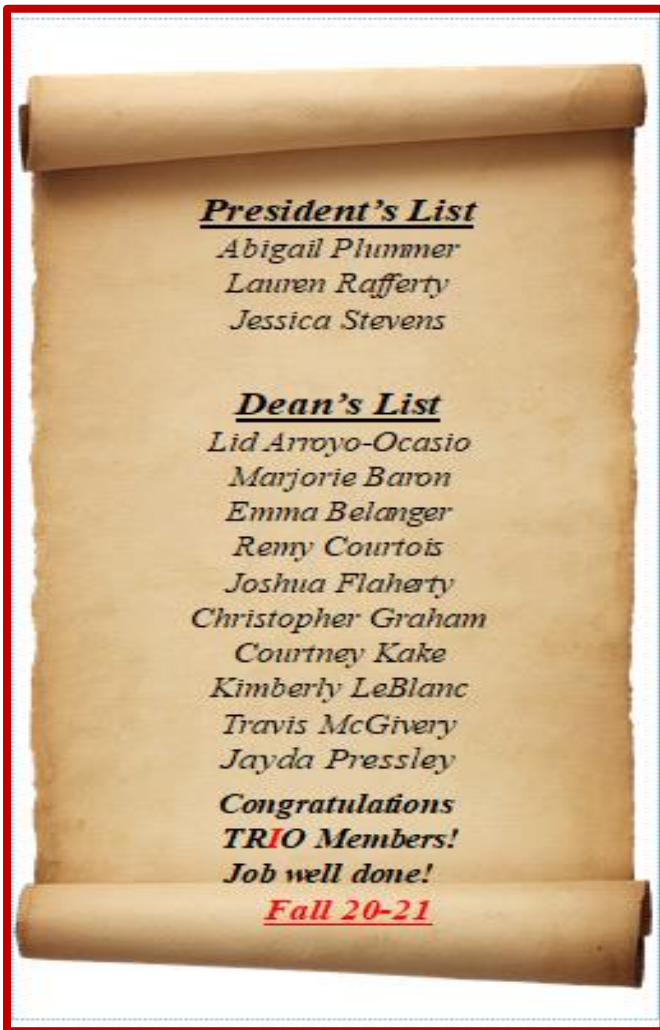 President's List
Abigail Plummer
Lauren Rafferty
Jessica Stevens
Dean's List
Lid Arroyo-Ocasio
Marjorie Baron
Emma Belanger
Remy Courtois
Joshua Flaherty
Christopher Graham
Courtney Kake
Kimberly LeBlanc
Travis McGivery
Jayda Pressley
Congratulations
TRIO Members!
Job well done!
Fall 20-21